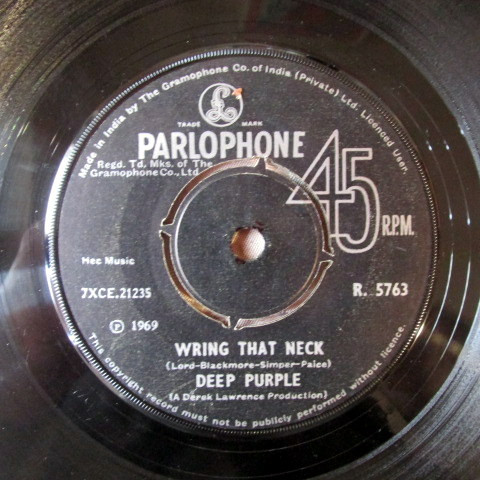 Made in India by The Gramophone Co. of India (Private) Ltd. Licenced User.
£
TRADE MARK
PARLOPHONE
Regd. Td. Mks. of The
Gramophone Co., Ltd.
45
R.P.M.
Hec Music
7XCE.21235
R. 5763
℗ 1969
WRING THAT NECK
(Lord-Blackmore-Simper-Paice)
DEEP PURPLE
(A Derek Lawrence Production)
This copyright record must not be publicly performed without licence.